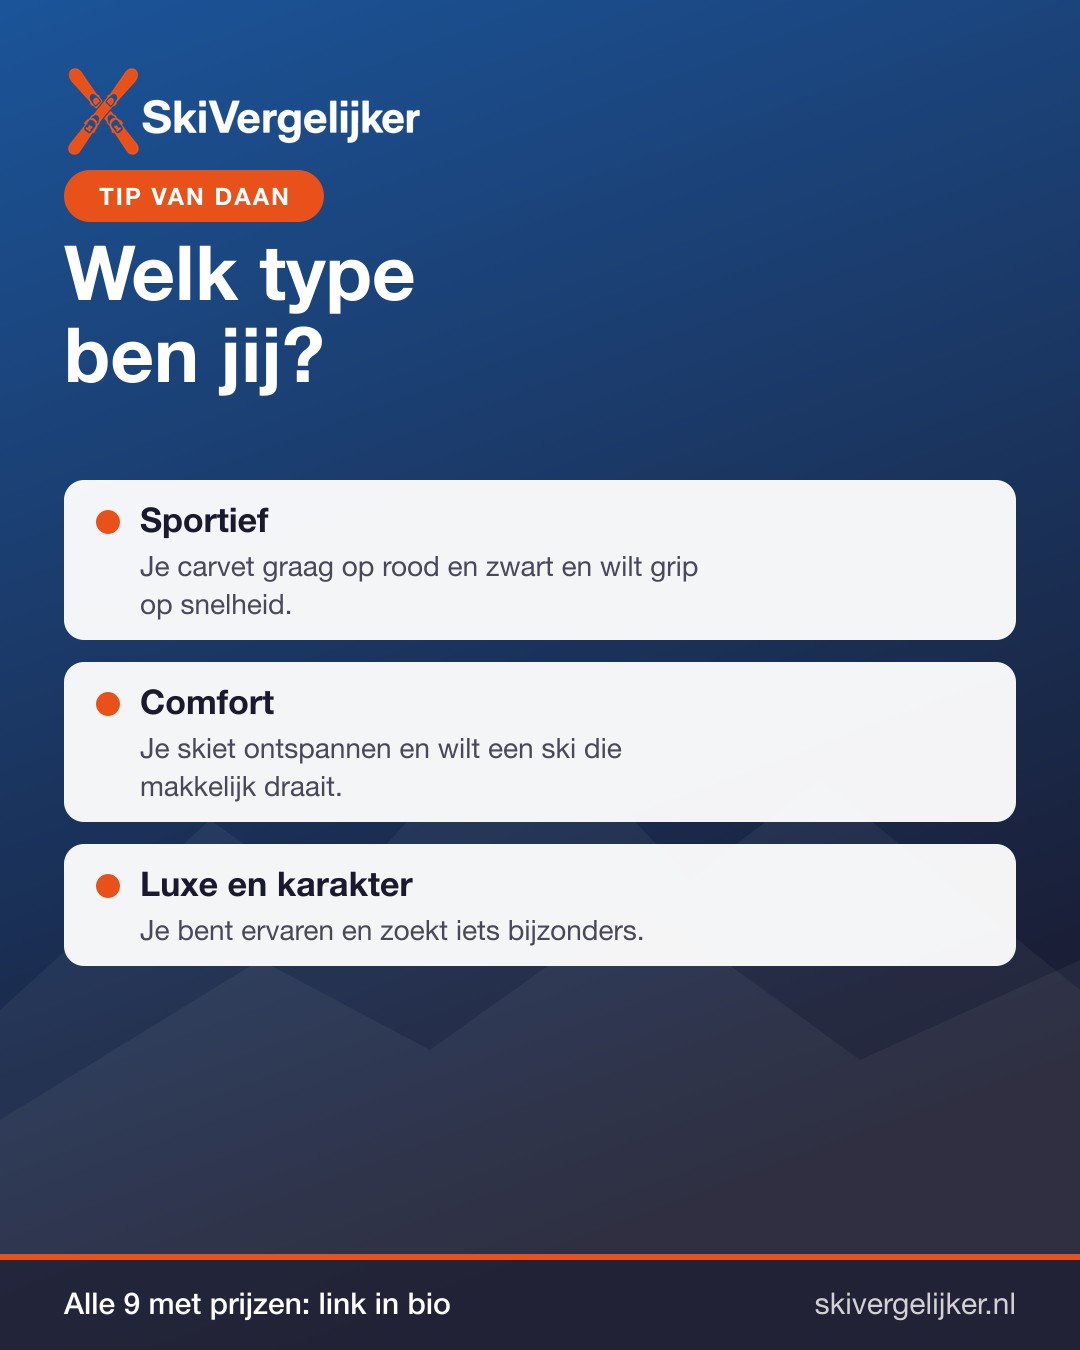 SkiVergelijker
TIP VAN DAAN
Welk type
ben jij?
Sportief
Je carvet graag op rood en zwart en wilt grip
op snelheid.
Comfort
Je skiet ontspannen en wilt een ski die
makkelijk draait.
Luxe en karakter
Je bent ervaren en zoekt iets bijzonders.
Alle 9 met prijzen: link in bio
skivergelijker.nl